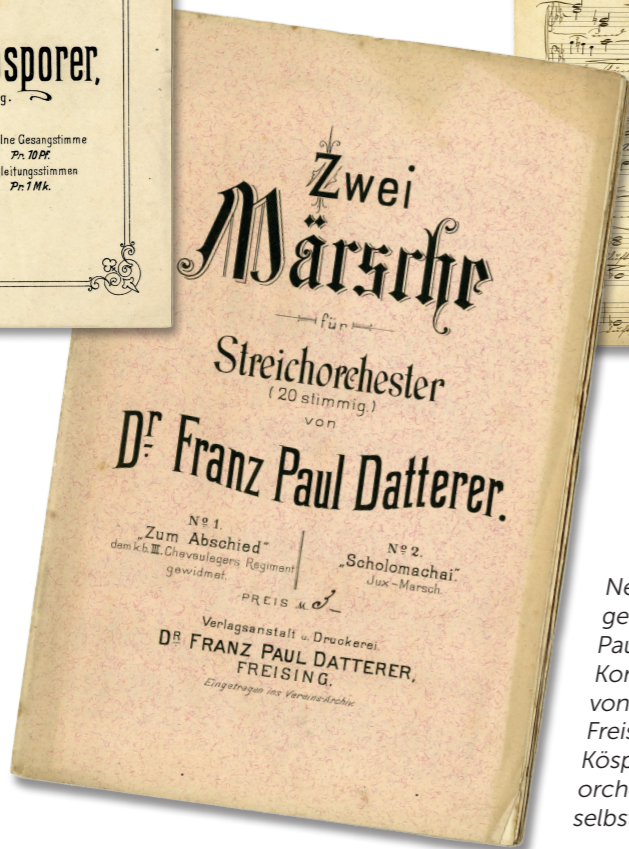 sporer,
g.
lne Gesangstimme
Pr. 10 Pf.
leitungsstimmen
Pr. 1 Mk.
Zwei
Märsche
für
Streichorchester
(20 stimmig.)
von
Dr. Franz Paul Datterer.
No 1.
„Zum Abschied"
dem k. b. III. Chevaulegers Regiment
gewidmet.
No 2.
„Scholomachai."
Jux-Marsch.
PREIS M 3_
Verlagsanstalt u. Druckerei.
DR FRANZ PAUL DATTERER,
FREISING.
Eingetragen ins Vereins-Archiv.
Ne
ge
Pau
Kor
von
Freis
Kösp
orch
selbst